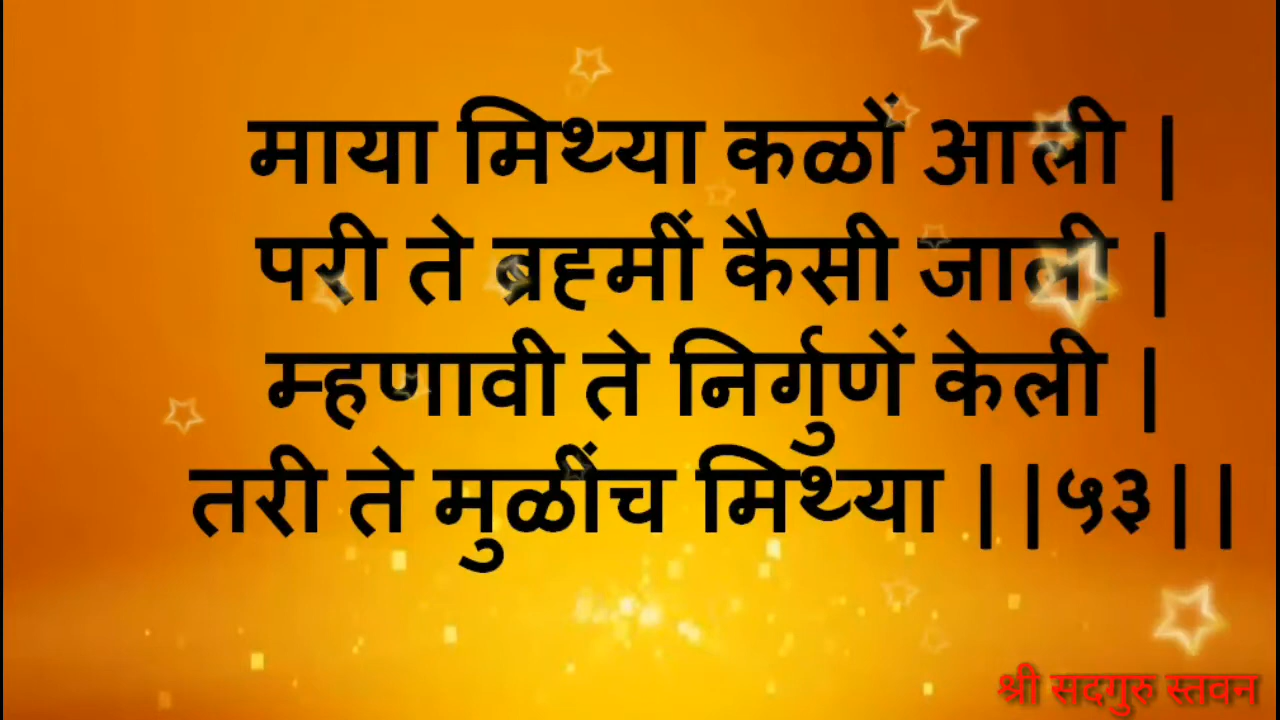 माया मिथ्या कळों आली |
परी ते ब्रह्मीं कैसी जाली |
म्हणावी ते निर्गुणें केली |
तरी ते मुळींच मिथ्या ||५३||
श्री सदगुरु स्तवन